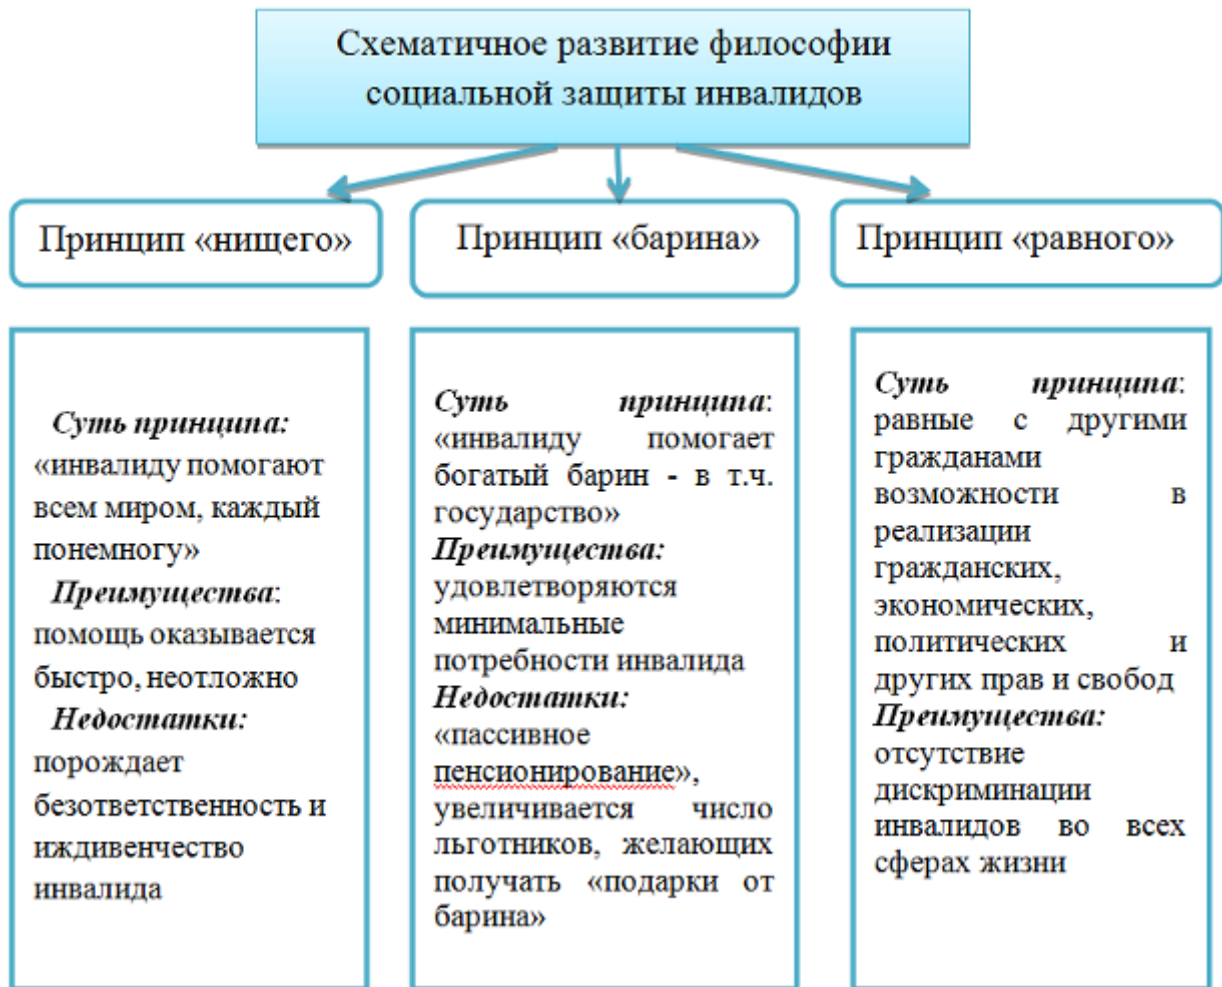 Схематичное развитие философии
социальной защиты инвалидов
Принцип «нищего»
Принцип «барина»
Принцип «равного»
Суть принципа:
«инвалиду помогают
всем миром, каждый
понемногу»
Преимущества:
помощь оказывается
быстро, неотложно
Недостатки:
порождает
безответственность и
иждивенчество
инвалида
Суть принципа:
«инвалиду помогает
богатый барин - в т.ч.
государство»
Преимущества:
удовлетворяются
минимальные
потребности инвалида
Недостатки:
«пассивное
пенсионирование»,
увеличивается число
льготников, желающих
получать «подарки от
барина»
Суть принципа:
равные с другими
гражданами
возможности в
реализации
гражданских,
экономических,
политических и
других прав и свобод
Преимущества:
отсутствие
дискриминации
инвалидов во всех
сферах жизни